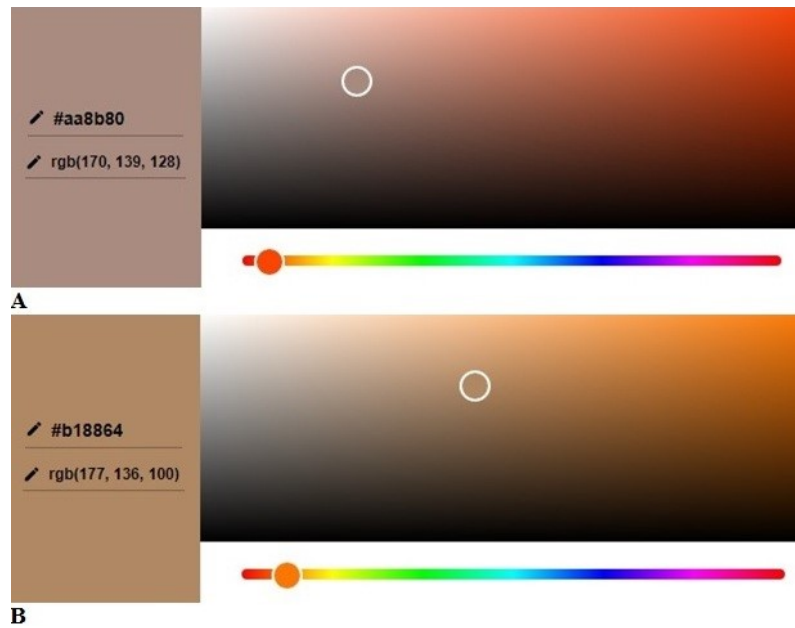 #aa8b80
rgb(170, 139, 128)
A
#b18864
rgb(177, 136, 100)
B